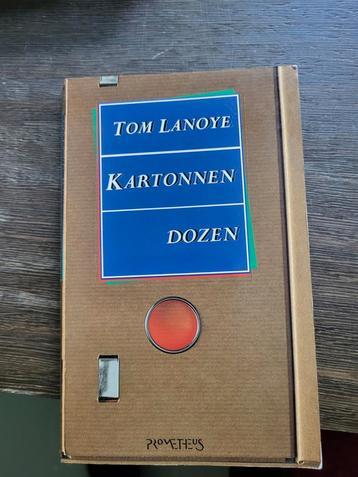 TOM LANOYE
KARTONNEN
DOZEN
PROMETHEUS